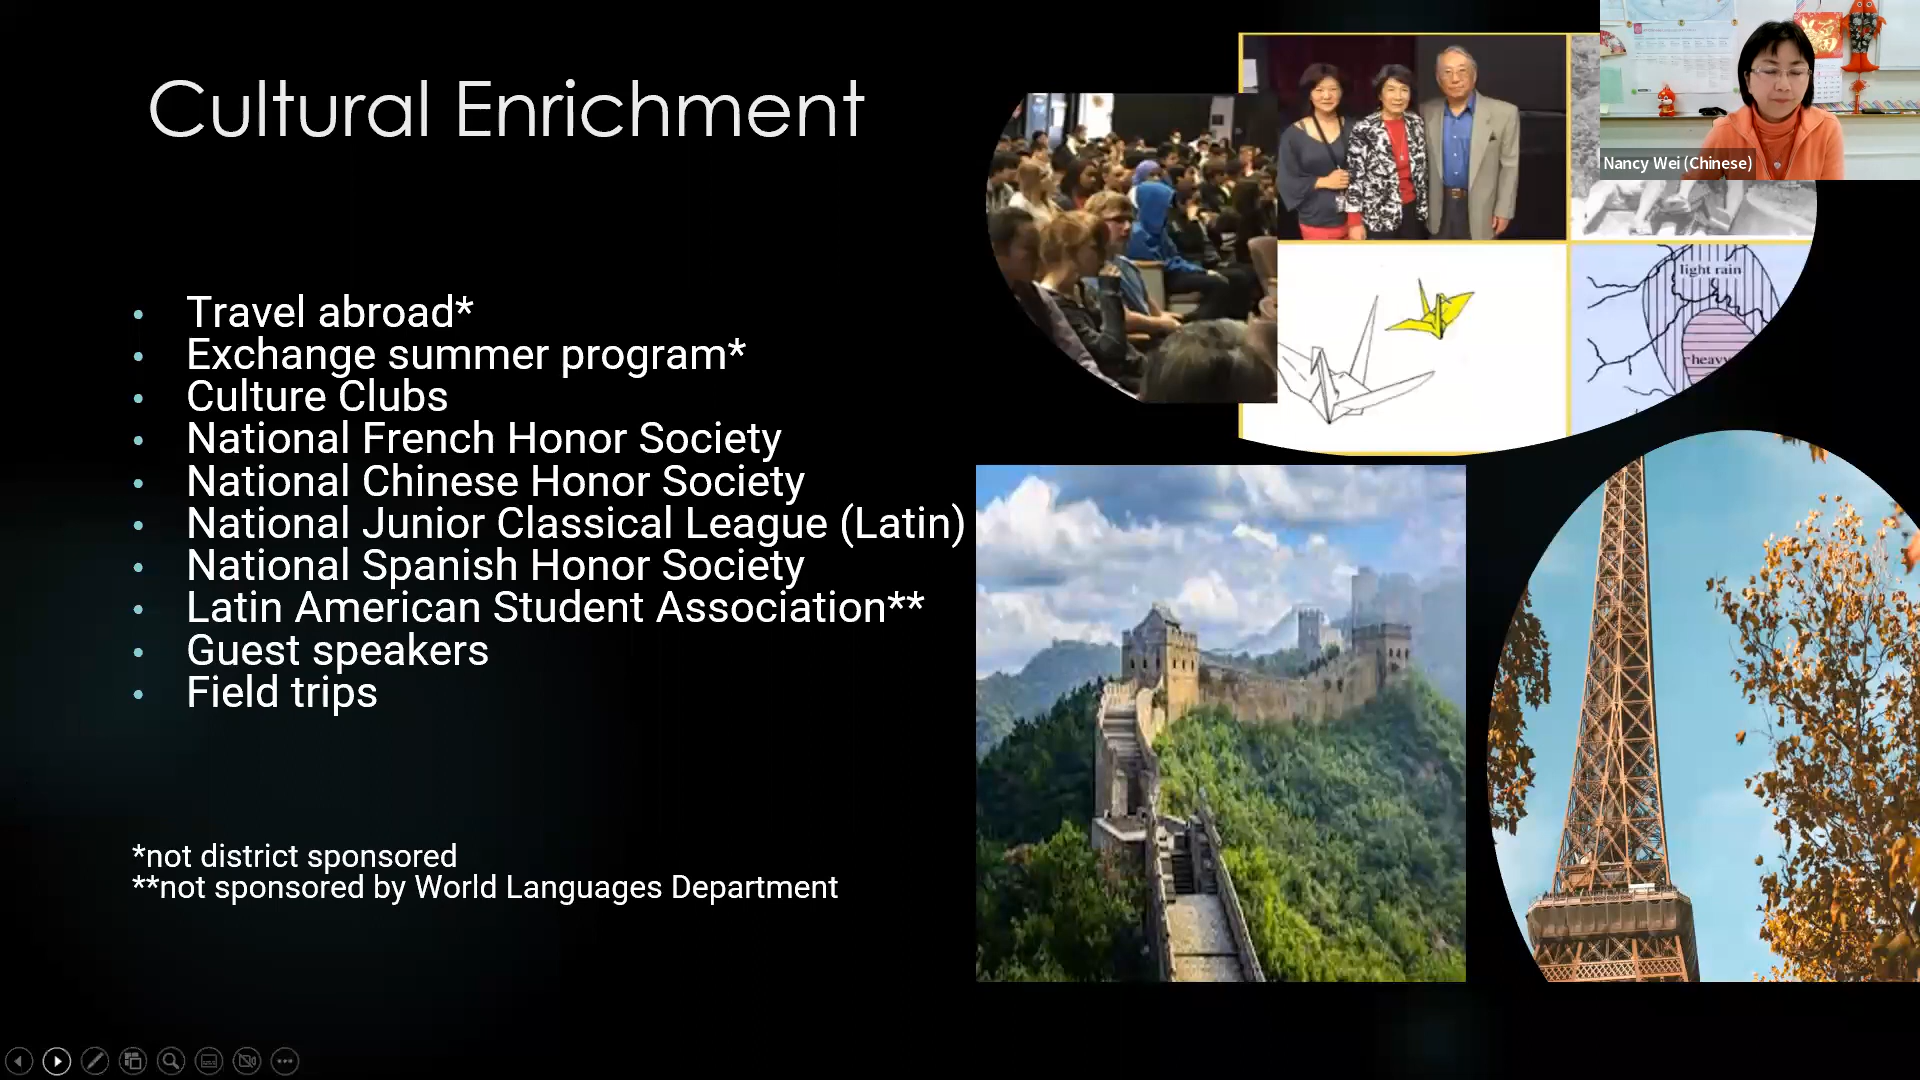 Cultural Enrichment
Nancy Wei (Chinese)
• Travel abroad*
• Exchange summer program*
• Culture Clubs
• National French Honor Society
• National Chinese Honor Society
• National Junior Classical League (Latin)
• National Spanish Honor Society
• Latin American Student Association**
• Guest speakers
• Field trips
light rain
heavy
*not district sponsored
**not sponsored by World Languages Department